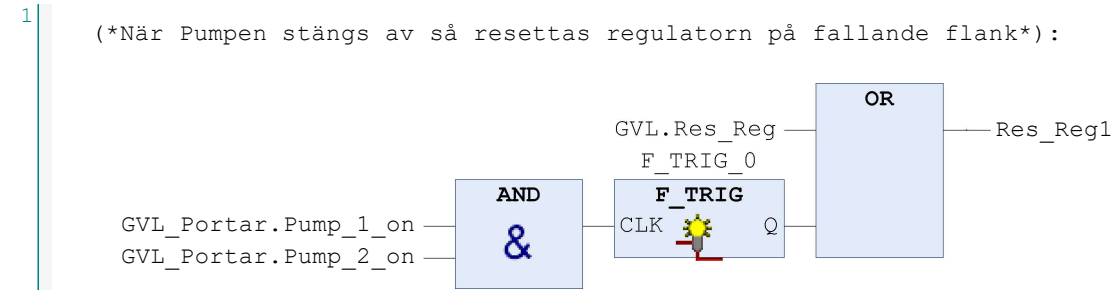 1
(*När Pumpen stängs av så resettas regulatorn på fallande flank*):
OR
GVL.Res_Reg
Res_Reg1
F_TRIG_0
AND
F_TRIG
GVL_Portar.Pump_1_on
&
CLK
Q
GVL_Portar.Pump_2_on